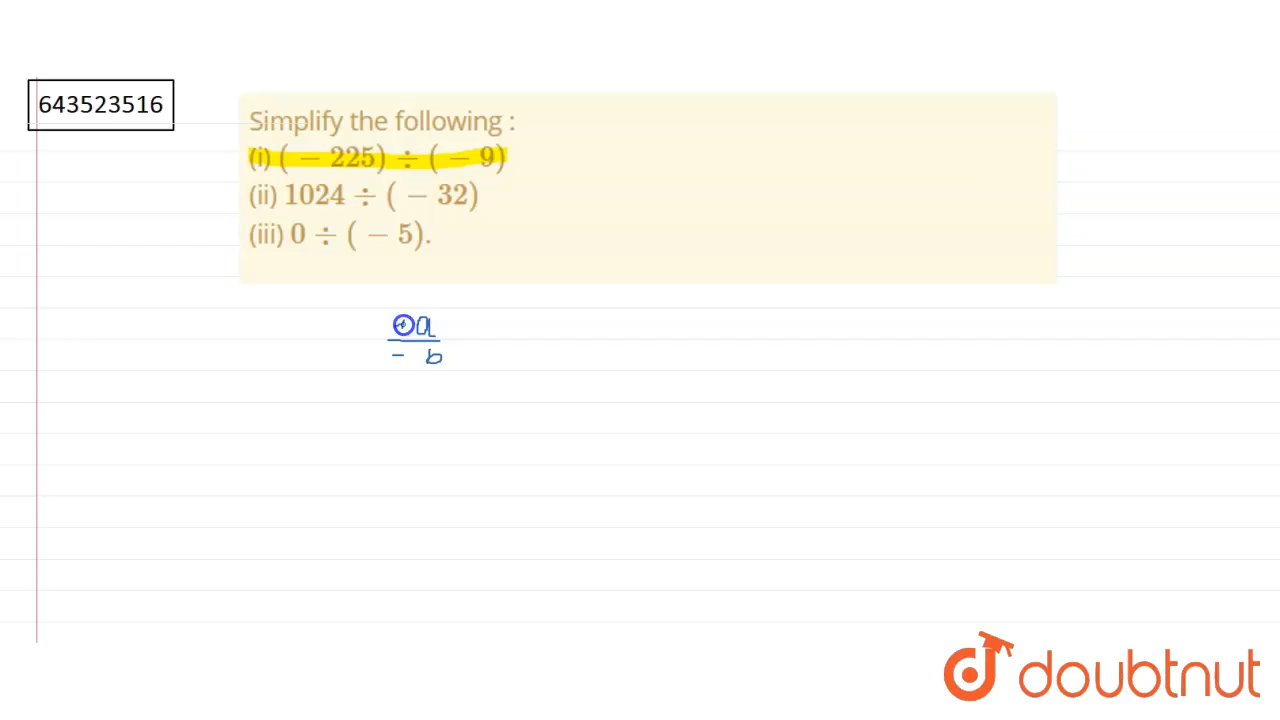 643523516
Simplify the following :
(i) ( − 225) ÷ ( − 9)
(ii) 1024 ÷ ( − 32)
(iii) 0 ÷ ( − 5).
a
− b
doubtnut